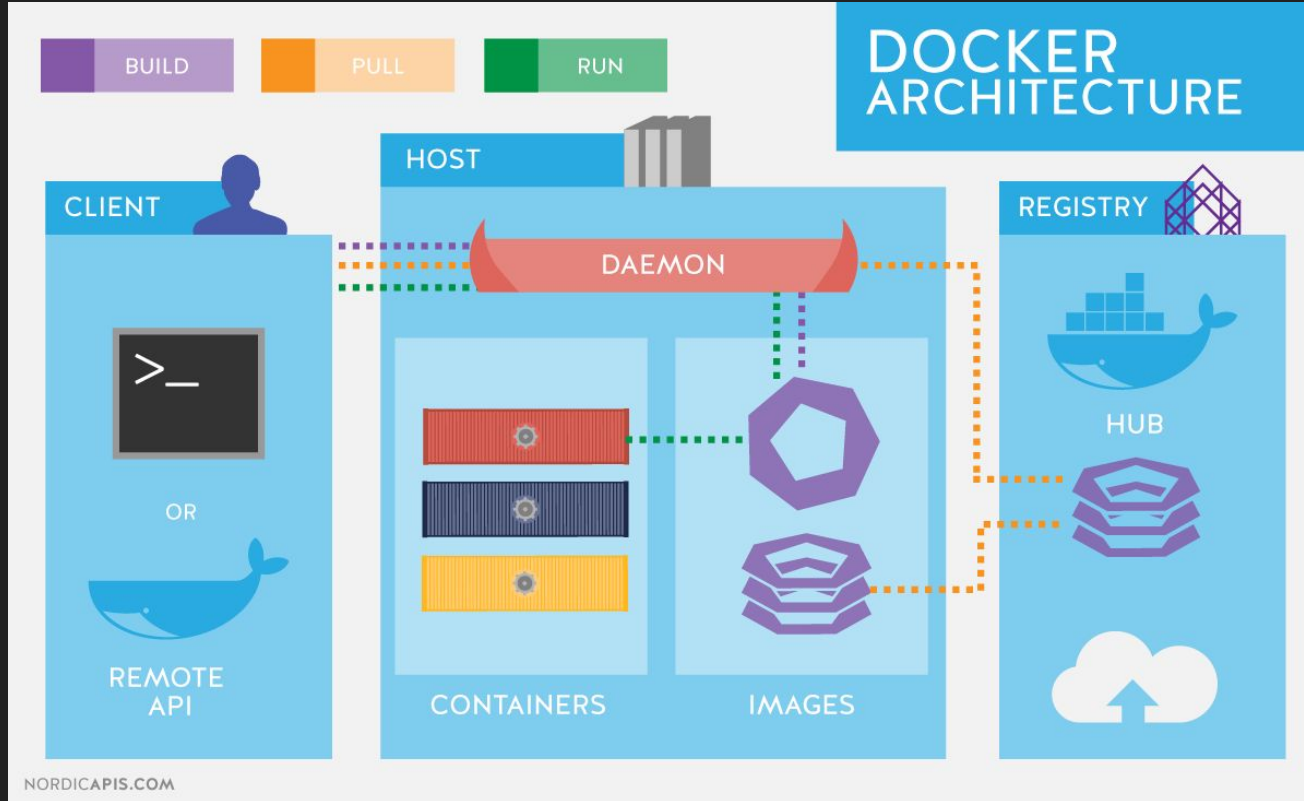 BUILD
PULL
RUN
DOCKER
ARCHITECTURE
HOST
CLIENT
REGISTRY
DAEMON
>_
HUB
OR
REMOTE
API
CONTAINERS
IMAGES
NORDICAPIS.COM